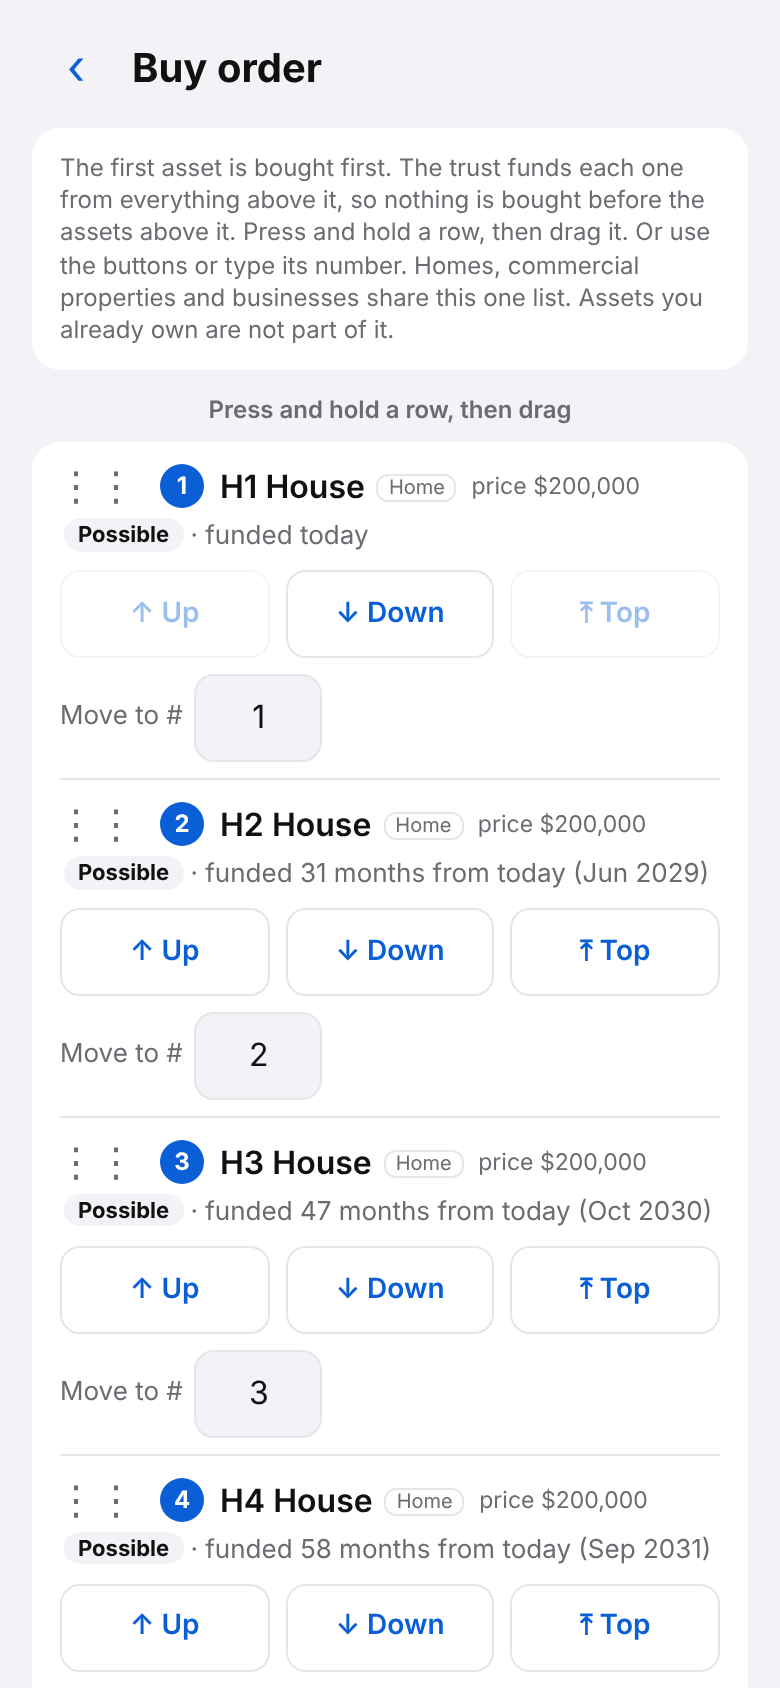 ‹ Buy order
The first asset is bought first. The trust funds each one
from everything above it, so nothing is bought before the
assets above it. Press and hold a row, then drag it. Or use
the buttons or type its number. Homes, commercial
properties and businesses share this one list. Assets you
already own are not part of it.
Press and hold a row, then drag
⋮⋮ 1 H1 House Home price $200,000
Possible · funded today
↑ Up ↓ Down ⤒ Top
Move to # 1
⋮⋮ 2 H2 House Home price $200,000
Possible · funded 31 months from today (Jun 2029)
↑ Up ↓ Down ⤒ Top
Move to # 2
⋮⋮ 3 H3 House Home price $200,000
Possible · funded 47 months from today (Oct 2030)
↑ Up ↓ Down ⤒ Top
Move to # 3
⋮⋮ 4 H4 House Home price $200,000
Possible · funded 58 months from today (Sep 2031)
↑ Up ↓ Down ⤒ Top